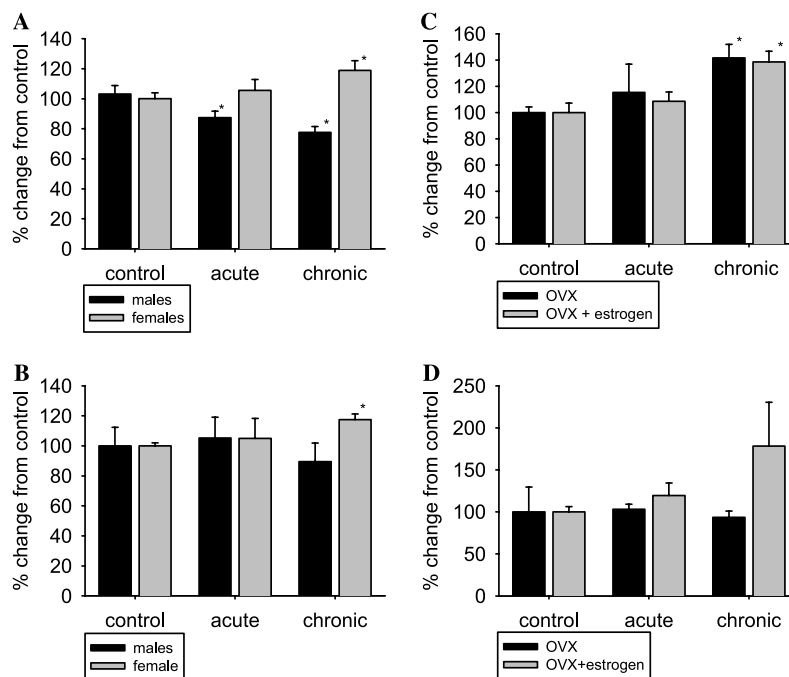 A
% change from control
140
120
100
80
60
40
20
0
*
*
*
control acute chronic
males
females
B
% change from control
140
120
100
80
60
40
20
0
*
control acute chronic
males
female
C
% change from control
160
140
120
100
80
60
40
20
0
*
*
control acute chronic
OVX
OVX + estrogen
D
% change from control
250
200
150
100
50
0
control acute chronic
OVX
OVX+estrogen